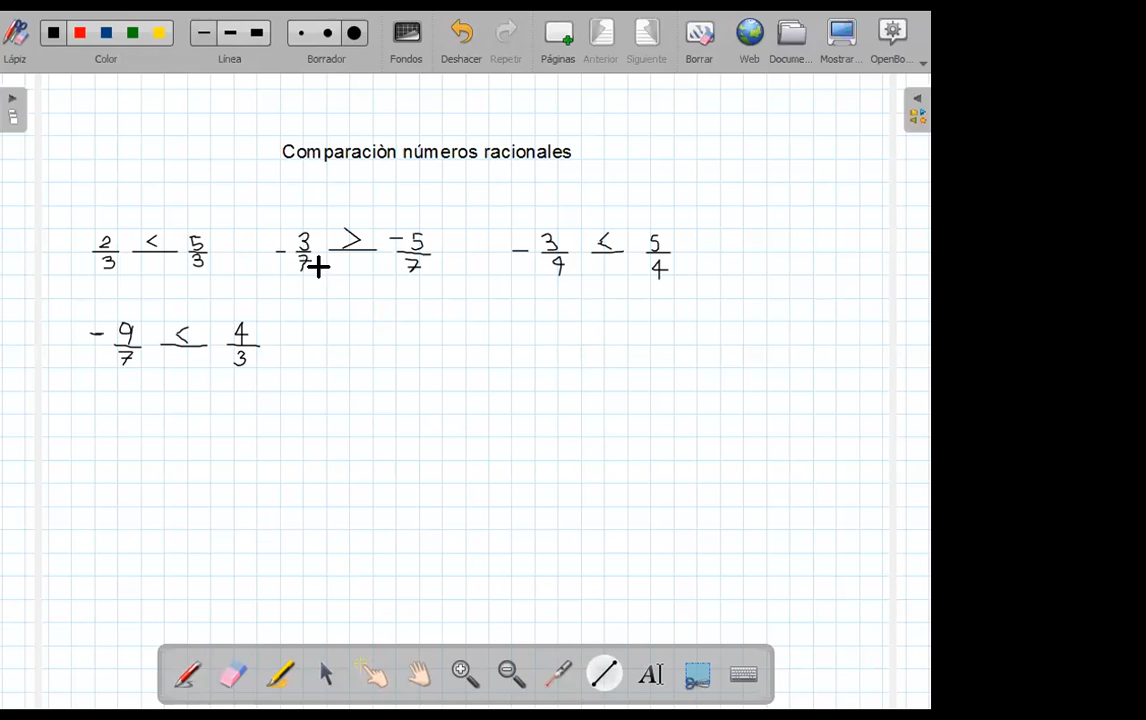 Lápiz Color Línea Borrador Fondos Deshacer Repetir Páginas Anterior Siguiente Borrar Web Docume... Mostrar... OpenBo...
Comparaciòn números racionales
2/3 < 5/3 - 3/7 > -5/7 - 3/4 < 5/4
- 9/7 < 4/3
AI